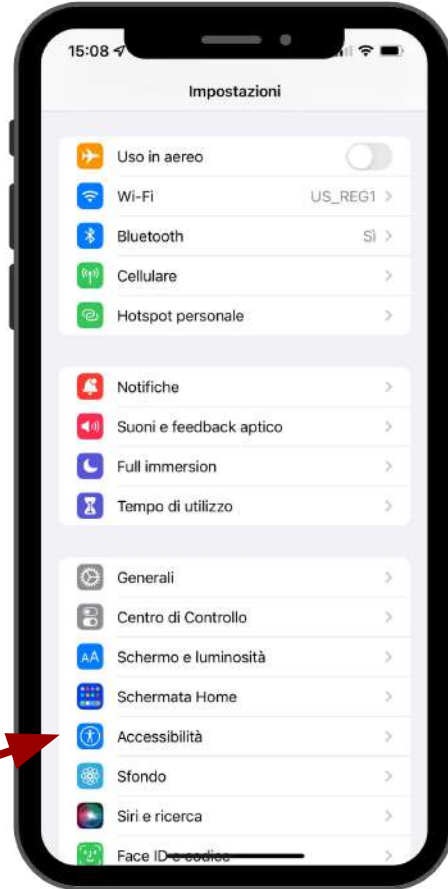 15:08
Impostazioni
Uso in aereo
Wi-Fi US_REG1
Bluetooth Sì
Cellulare
Hotspot personale
Notifiche
Suoni e feedback aptico
Full immersion
Tempo di utilizzo
Generali
Centro di Controllo
AA Schermo e luminosità
Schermata Home
Accessibilità
Sfondo
Siri e ricerca
Face ID e codice